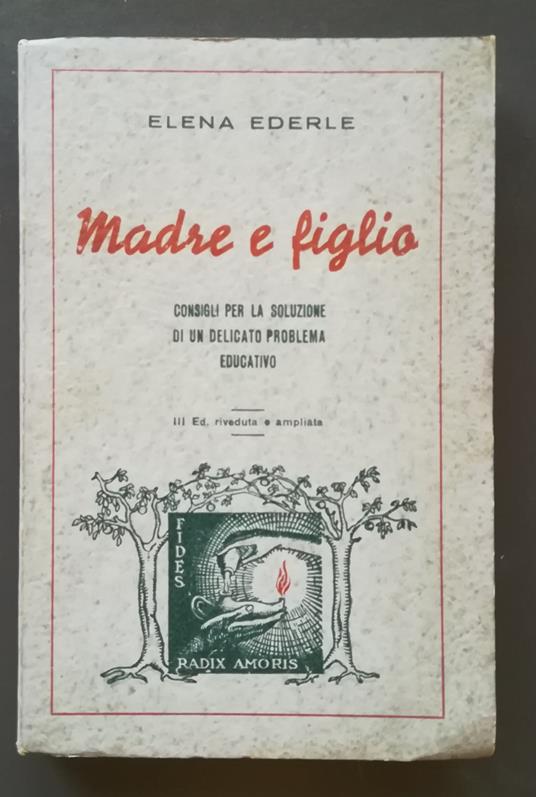 ELENA EDERLE
Madre e figlio
CONSIGLI PER LA SOLUZIONE
DI UN DELICATO PROBLEMA
EDUCATIVO
III Ed. riveduta e ampliata
FIDES
RADIX AMORIS